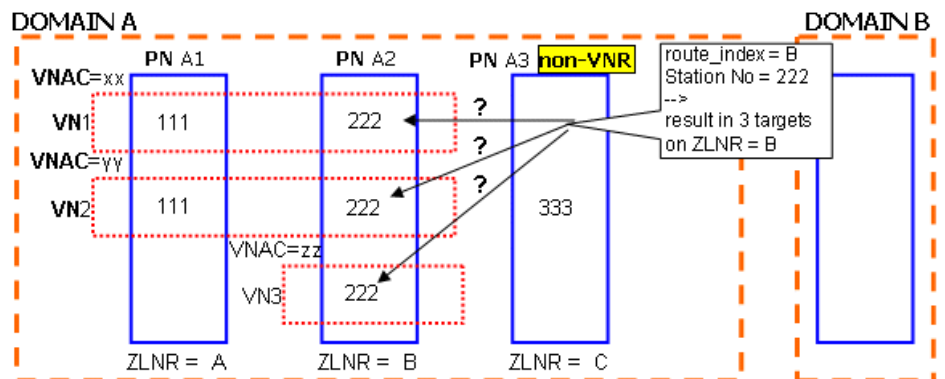 DOMAIN A
DOMAIN B
PN A1
PN A2
PN A3 non-VNR
route_index = B
Station No = 222
-->
result in 3 targets
on ZLNR = B
VNAC=xx
VN1
111
222
?
VNAC=yy
?
?
VN2
111
222
333
VNAC=zz
VN3
222
ZLNR = A
ZLNR = B
ZLNR = C